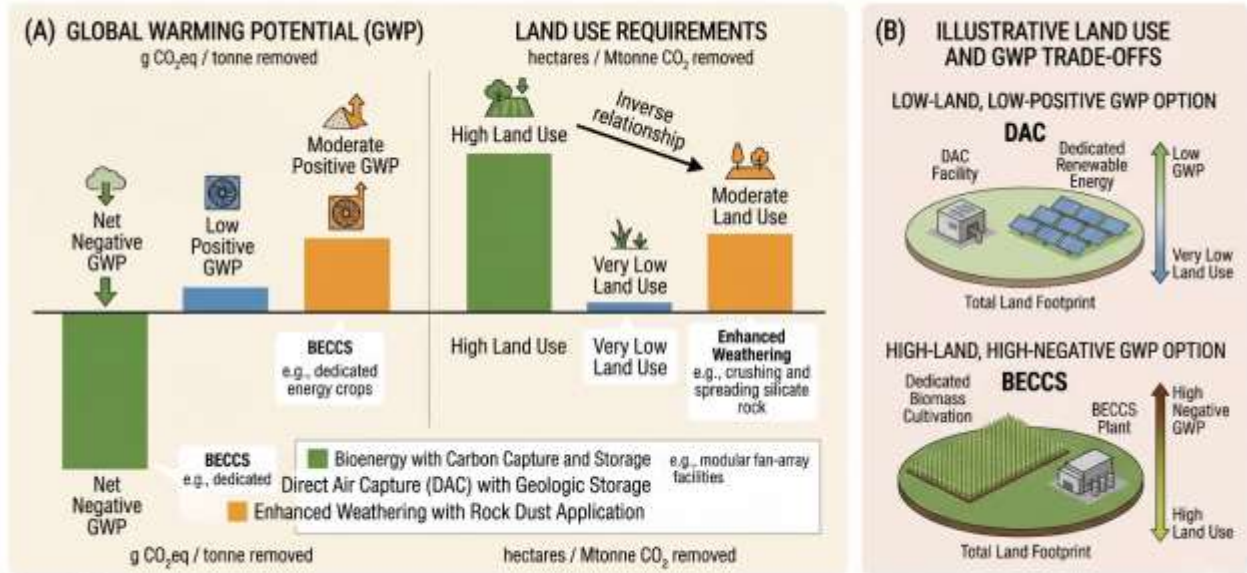 (A) GLOBAL WARMING POTENTIAL (GWP)
g CO₂eq / tonne removed
Net
Negative
GWP
Low
Positive
GWP
Moderate
Positive GWP
BECCS
e.g., dedicated
energy crops
BECCS
e.g., dedicated
Net
Negative
GWP
g CO₂eq / tonne removed
LAND USE REQUIREMENTS
hectares / Mtonne CO₂ removed
High Land Use
Inverse
relationship
Very Low
Land Use
Moderate
Land Use
High Land Use
Very Low
Land Use
Enhanced
Weathering
e.g., crushing and
spreading silicate
rock
Bioenergy with Carbon Capture and Storage
e.g., modular fan-array
facilities
Direct Air Capture (DAC) with Geologic Storage
Enhanced Weathering with Rock Dust Application
hectares / Mtonne CO₂ removed
(B) ILLUSTRATIVE LAND USE
AND GWP TRADE-OFFS
LOW-LAND, LOW-POSITIVE GWP OPTION
DAC
DAC
Facility
Dedicated
Renewable
Energy
Low
GWP
Very Low
Land Use
Total Land Footprint
HIGH-LAND, HIGH-NEGATIVE GWP OPTION
BECCS
Dedicated
Biomass
Cultivation
BECCS
Plant
High
Negative
GWP
High
Land Use
Total Land Footprint